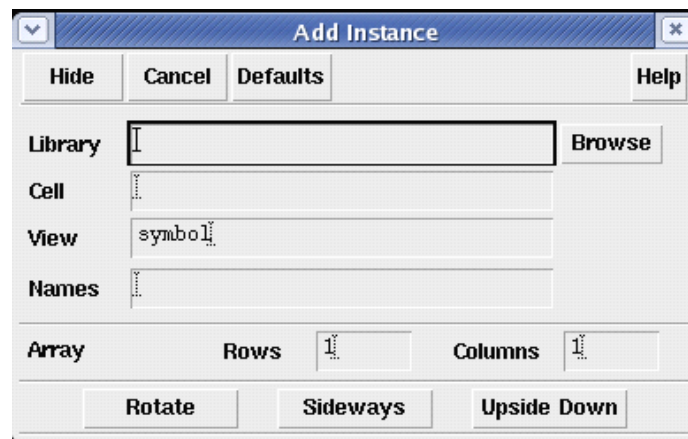 Add Instance
Hide Cancel Defaults Help
Library Browse
Cell
View symbol
Names
Array Rows 1 Columns 1
Rotate Sideways Upside Down